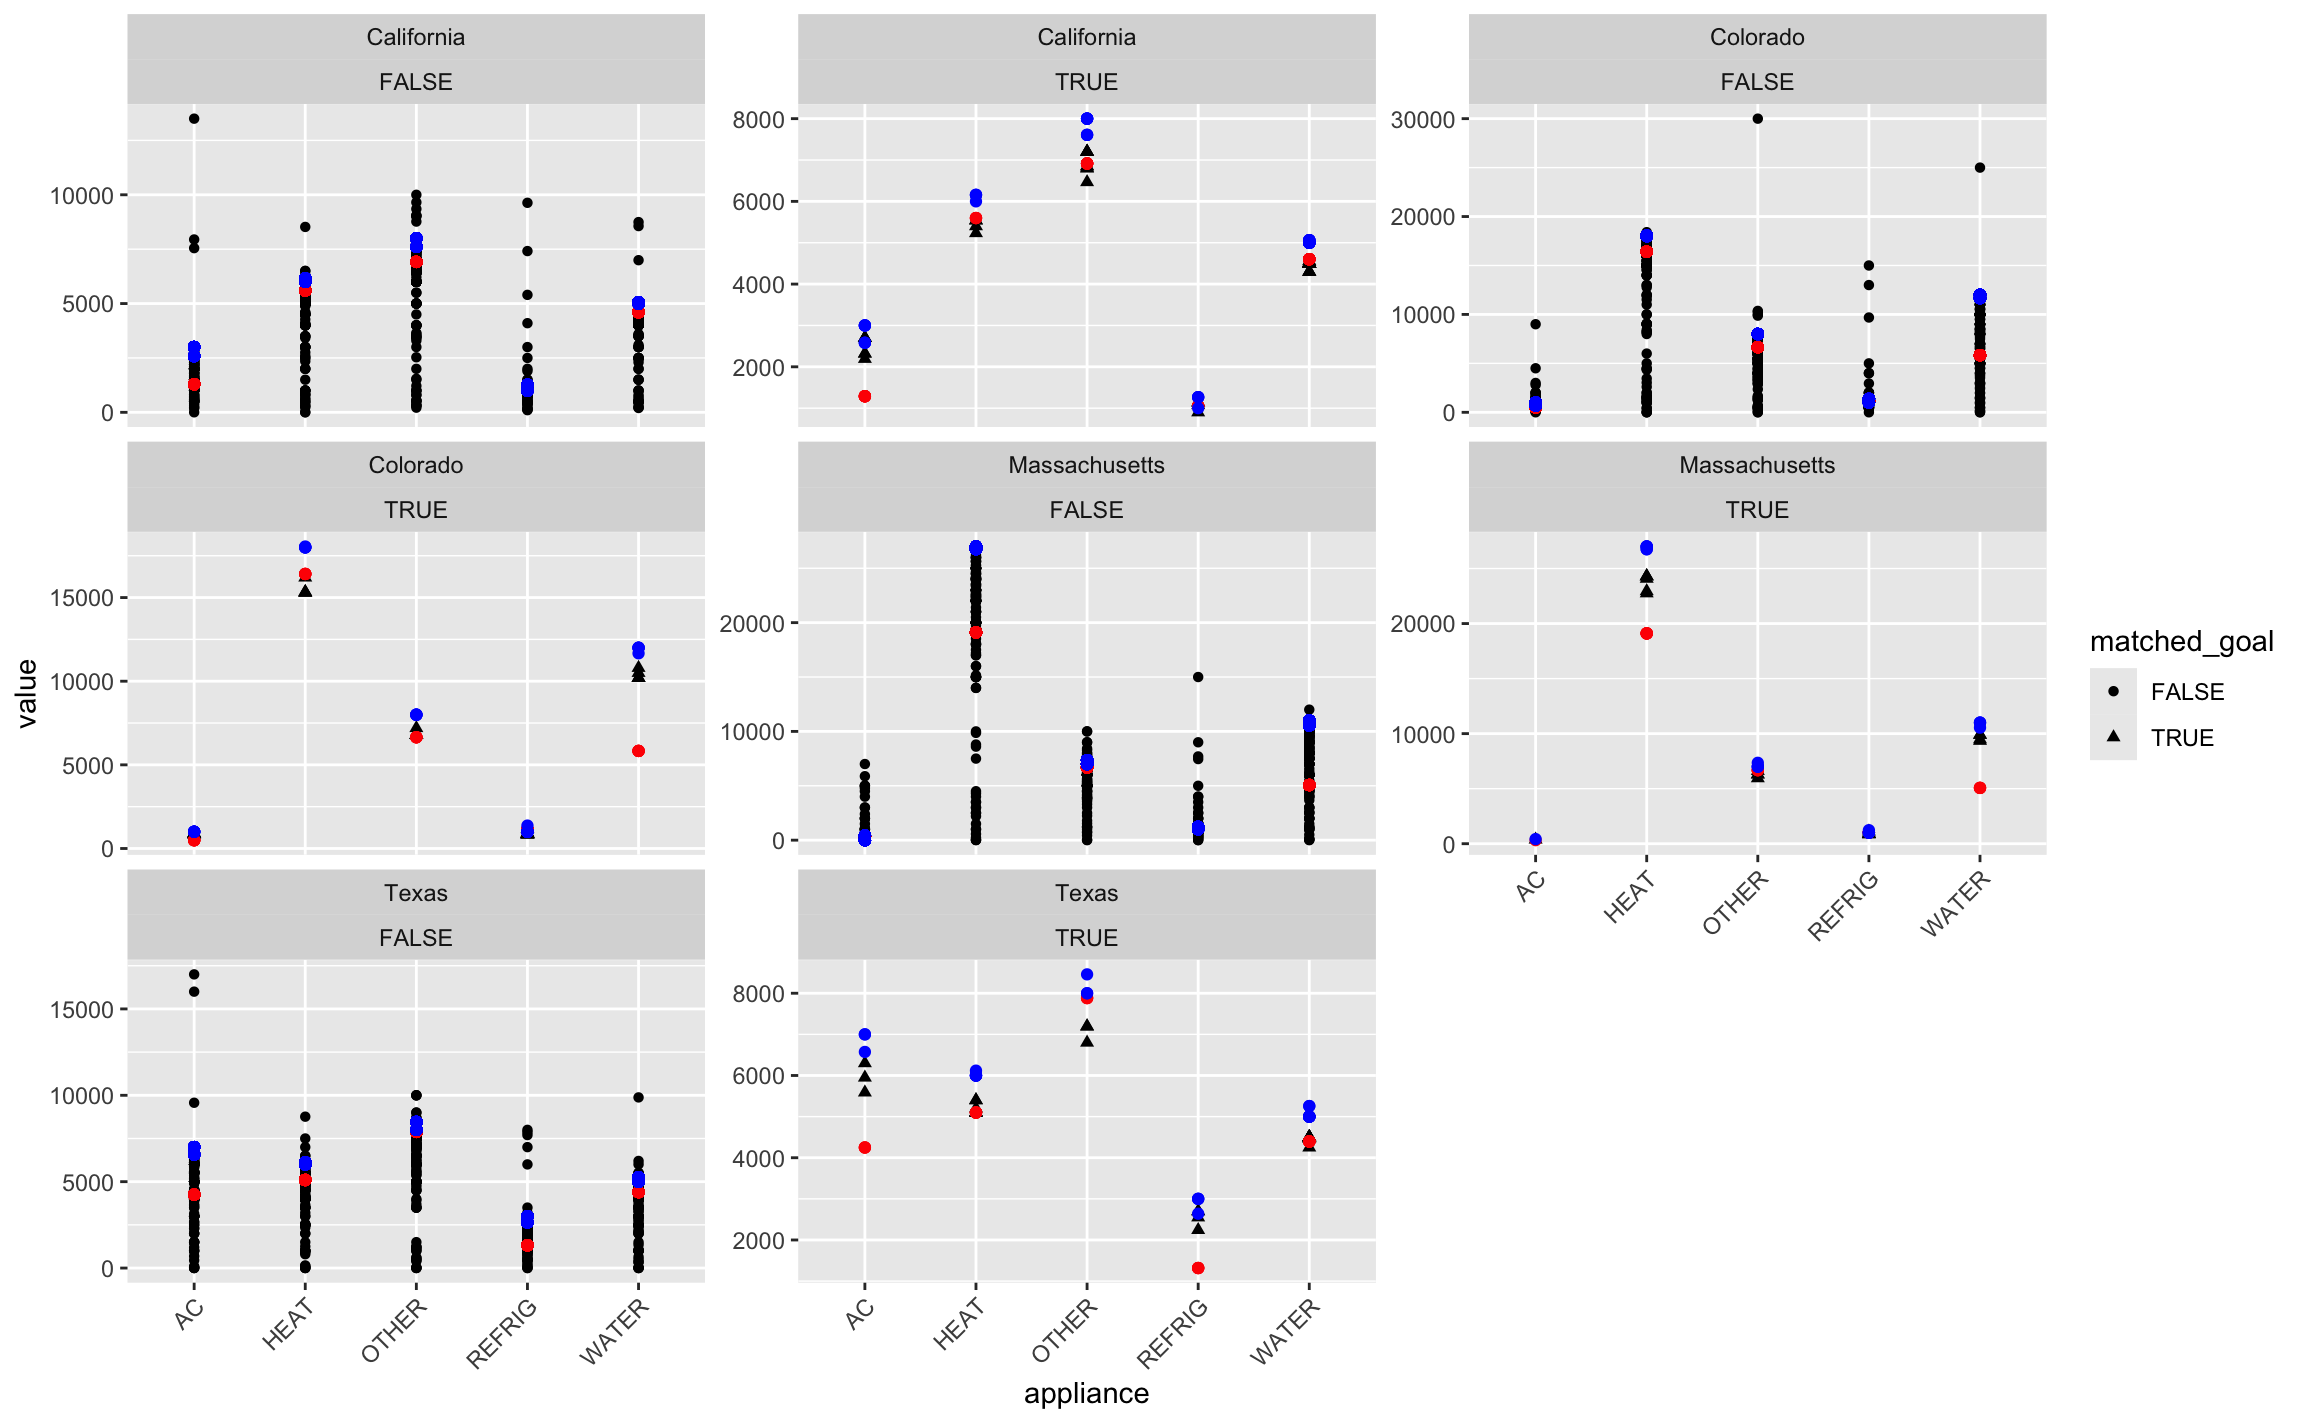 California
FALSE
10000
5000
0
California
TRUE
8000
6000
4000
2000
Colorado
FALSE
30000
20000
10000
0
Colorado
TRUE
15000
10000
5000
0
Massachusetts
FALSE
20000
10000
0
Massachusetts
TRUE
20000
10000
0
AC
HEAT
OTHER
REFRIG
WATER
Texas
FALSE
15000
10000
5000
0
AC
HEAT
OTHER
REFRIG
WATER
Texas
TRUE
8000
6000
4000
2000
AC
HEAT
OTHER
REFRIG
WATER
value
appliance
matched_goal
FALSE
TRUE